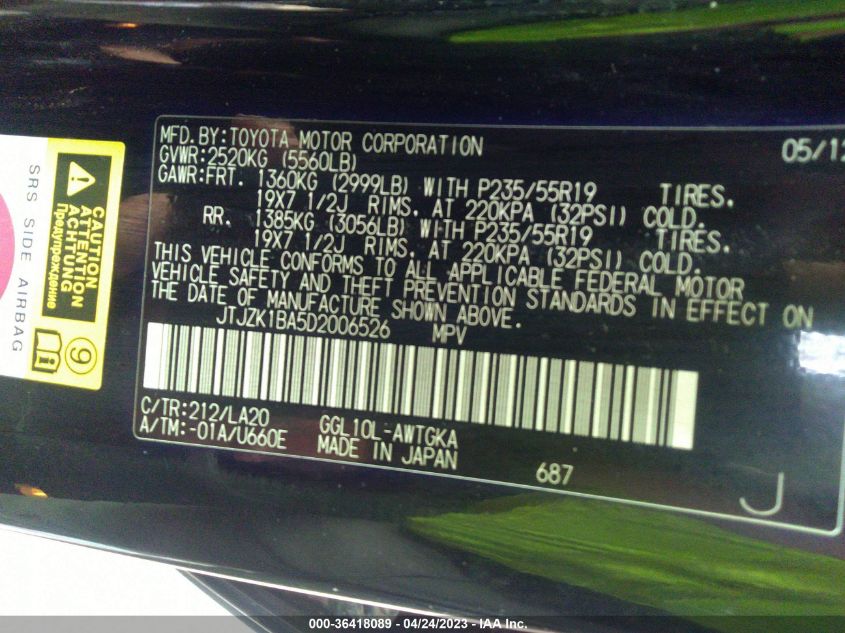 MFD.BY:TOYOTA MOTOR CORPORATION 05/12
GVWR:2520KG (5560LB)
GAWR:FRT. 1360KG (2999LB) WITH P235/55R19 TIRES.
19X7 1/2J RIMS. AT 220KPA (32PSI) COLD.
RR. 1385KG (3056LB) WITH P235/55R19 TIRES.
19X7 1/2J RIMS. AT 220KPA (32PSI) COLD.
THIS VEHICLE CONFORMS TO ALL APPLICABLE FEDERAL MOTOR
VEHICLE SAFETY AND THEFT PREVENTION STANDARDS IN EFFECT ON
THE DATE OF MANUFACTURE SHOWN ABOVE.
JTJZK1BA5D2006526 MPV
C/TR:212/LA20 GGL10L-AWTGKA
A/TM:-01A/U660E MADE IN JAPAN 687
J
SRS SIDE AIRBAG
CAUTION
ATTENTION
ACHTUNG
Предупреждение
9
000-36418089 - 04/24/2023 - IAA Inc.